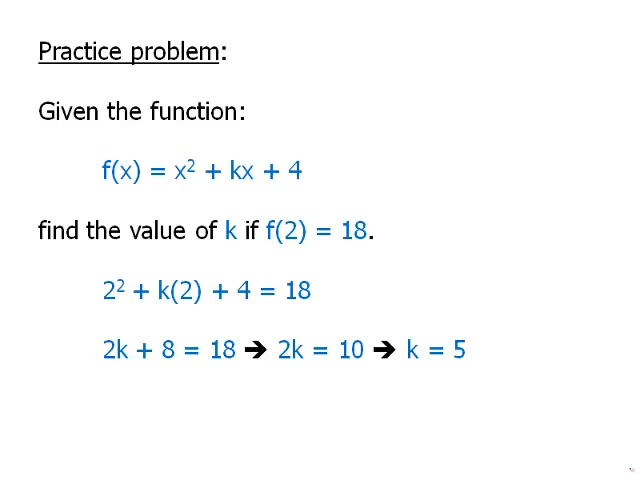 Practice problem:
Given the function:
f(x) = x² + kx + 4
find the value of k if f(2) = 18.
2² + k(2) + 4 = 18
2k + 8 = 18 ➔ 2k = 10 ➔ k = 5